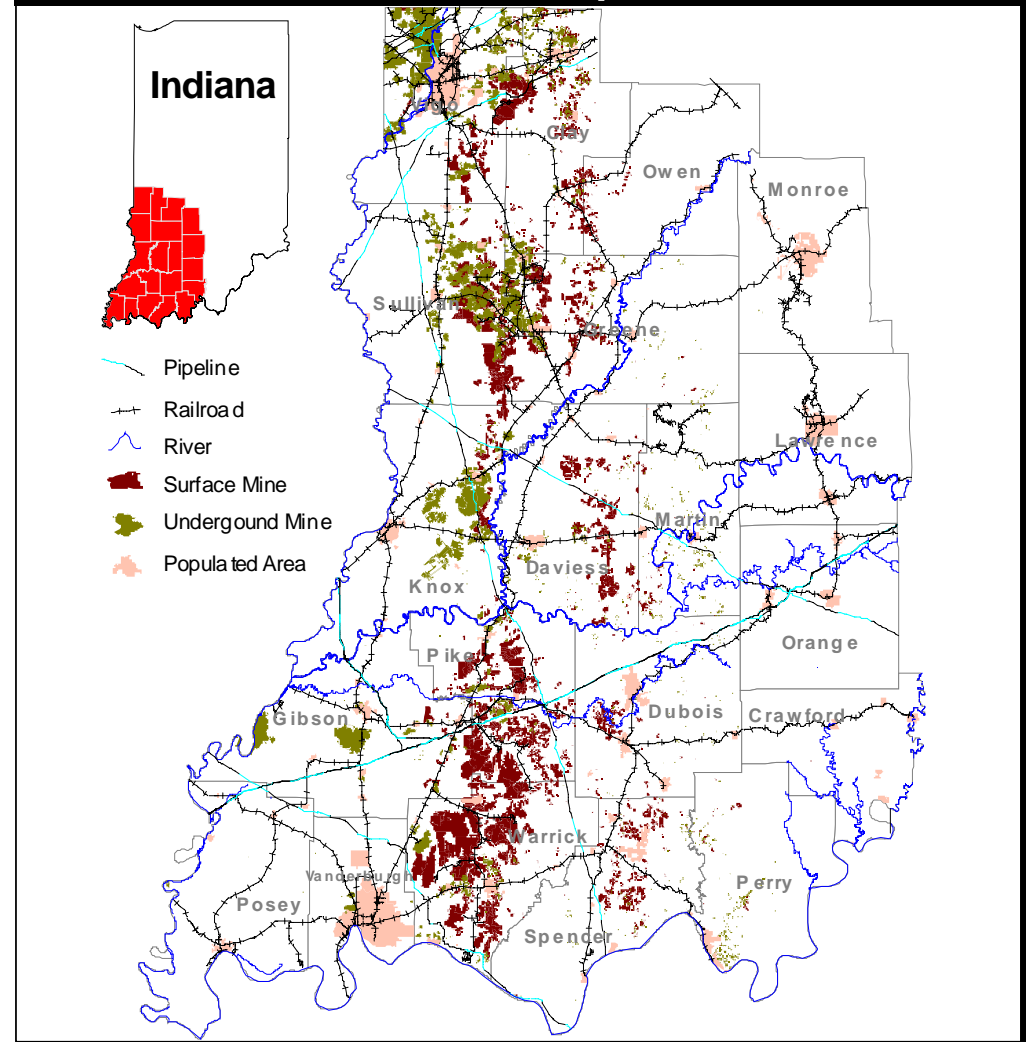 Indiana
Vigo
Clay
Owen
Monroe
Sullivan
Greene
Pipeline
Railroad
River
Surface Mine
Undergound Mine
Populated Area
Lawrence
Martin
Daviess
Knox
Orange
Pike
Gibson
Dubois
Crawford
Warrick
Vanderburgh
Perry
Posey
Spencer